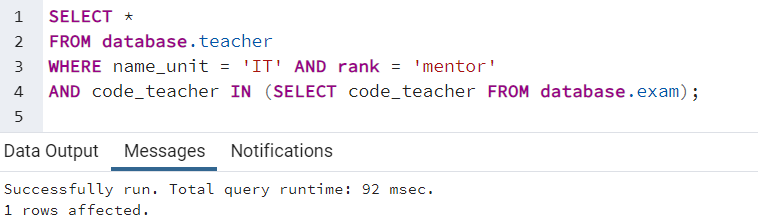 1 SELECT *
2 FROM database.teacher
3 WHERE name_unit = 'IT' AND rank = 'mentor'
4 AND code_teacher IN (SELECT code_teacher FROM database.exam);
5
Data Output Messages Notifications
Successfully run. Total query runtime: 92 msec.
1 rows affected.